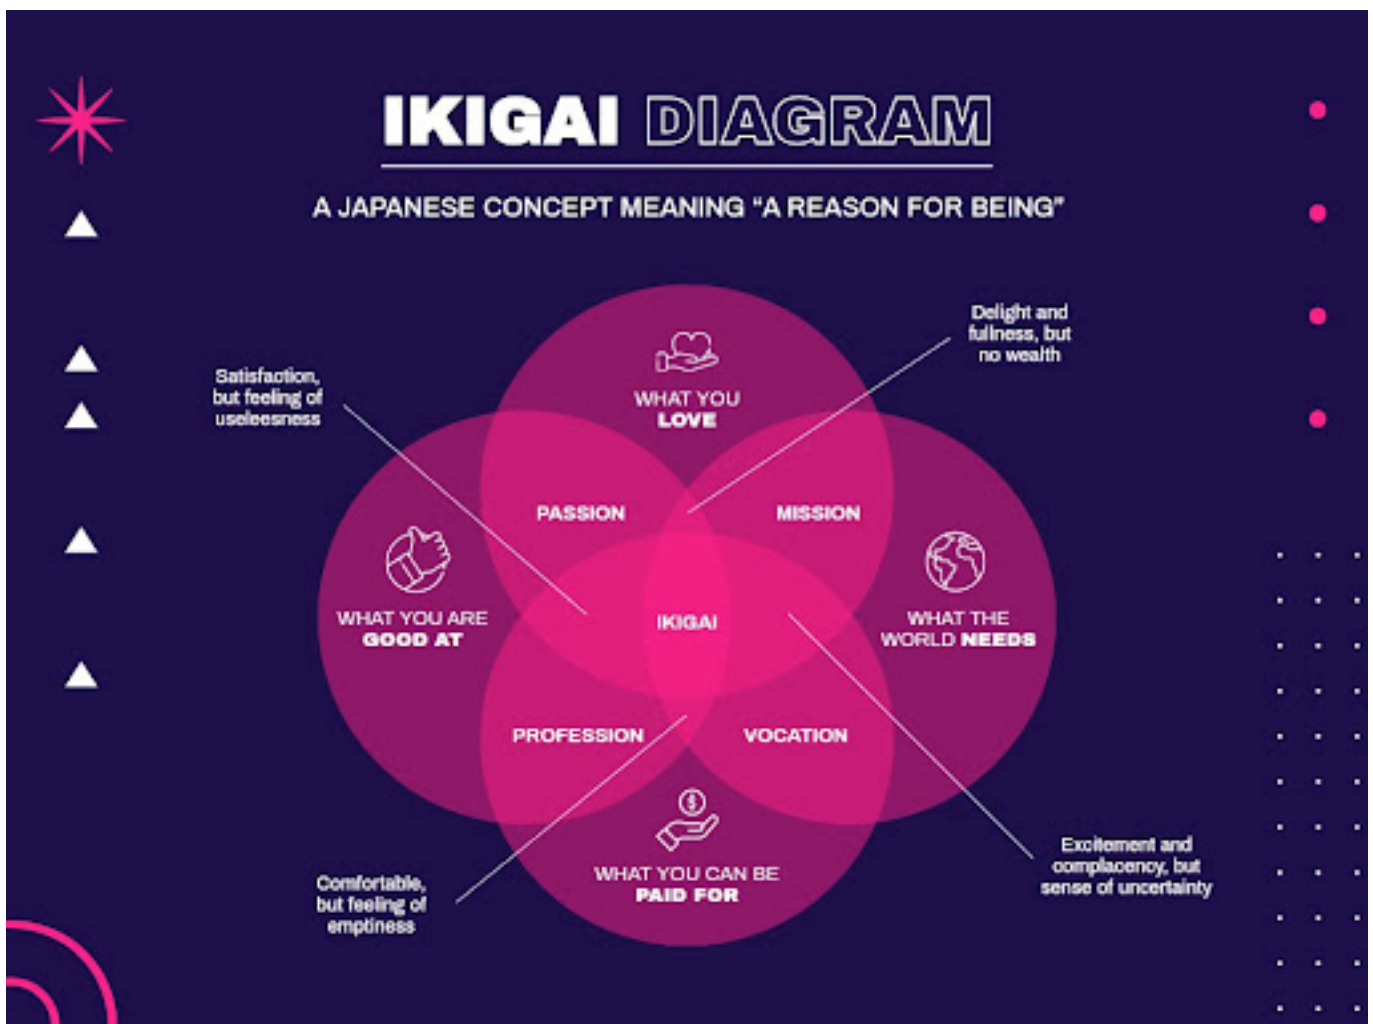 IKIGAI DIAGRAM
A JAPANESE CONCEPT MEANING “A REASON FOR BEING”
Delight and
fullness, but
no wealth
Satisfaction,
but feeling of
useleesness
WHAT YOU
LOVE
PASSION
MISSION
WHAT YOU ARE
GOOD AT
IKIGAI
WHAT THE
WORLD NEEDS
PROFESSION
VOCATION
$
WHAT YOU CAN BE
PAID FOR
Comfortable,
but feeling of
emptiness
Excitement and
complacency, but
sense of uncertainty